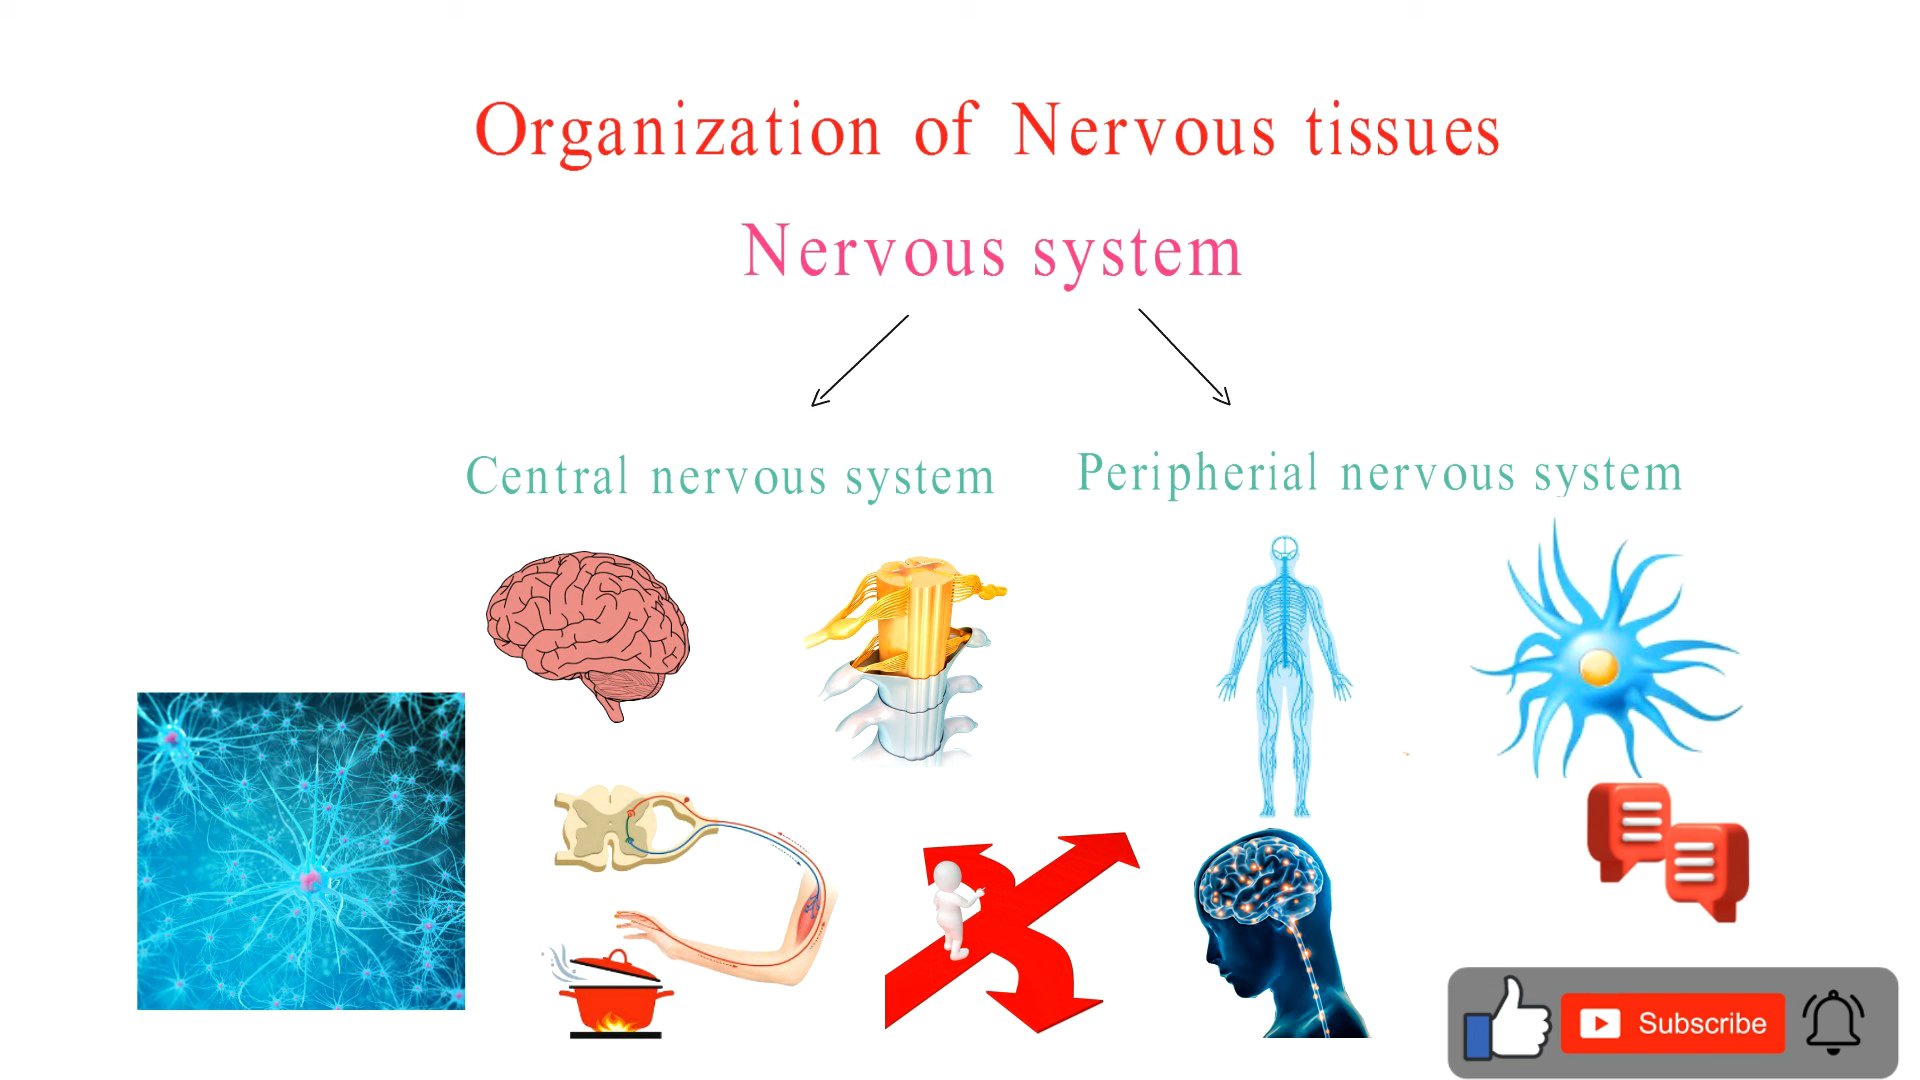 Organization of Nervous tissues
Nervous system
Central nervous system
Peripherial nervous system
Subscribe